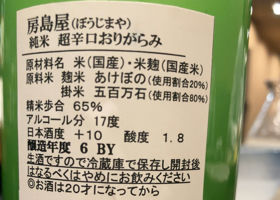 房島屋(ぼうじまや)
純米 超辛口おりがらみ
原材料名 米(国産)・米麹(国産米)
原料米 麹米 あけぼの(使用割合20%)
掛米 五百万石(使用割合80%)
精米歩合 65%
アルコール分 17度
日本酒度 +10 酸度 1.8
醸造年度 6 BY
生酒ですので冷蔵庫で保存し開封後
はなるべくはやめにお飲みください
◎お酒は20才になってから